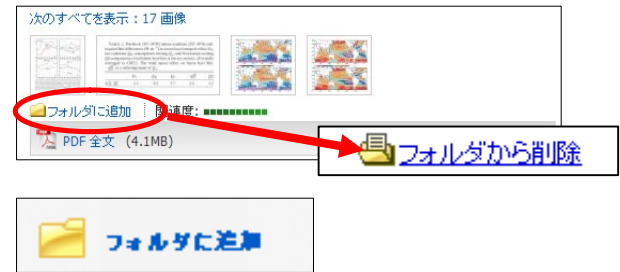 次のすべてを表示：17 画像
フォルダに追加 関連度:
PDF 全文 (4.1MB)
フォルダから削除
フォルダに追加